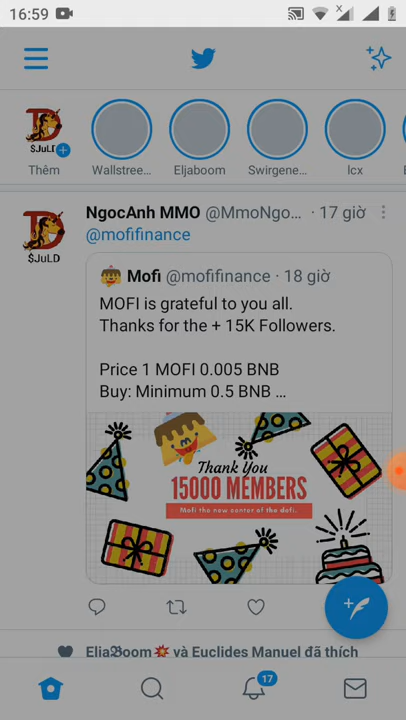 16:59
$JuLD
Thêm
Wallstree...
Eljaboom
Swirgene...
lcx
$JuLD
NgocAnh MMO @MmoNgo... · 17 giờ
@mofifinance
Mofi @mofifinance · 18 giờ
MOFI is grateful to you all.
Thanks for the + 15K Followers.
Price 1 MOFI 0.005 BNB
Buy: Minimum 0.5 BNB ...
Thank You
15000 MEMBERS
Mofi the new center of the defi.
và Euclides Manuel đã thích
17